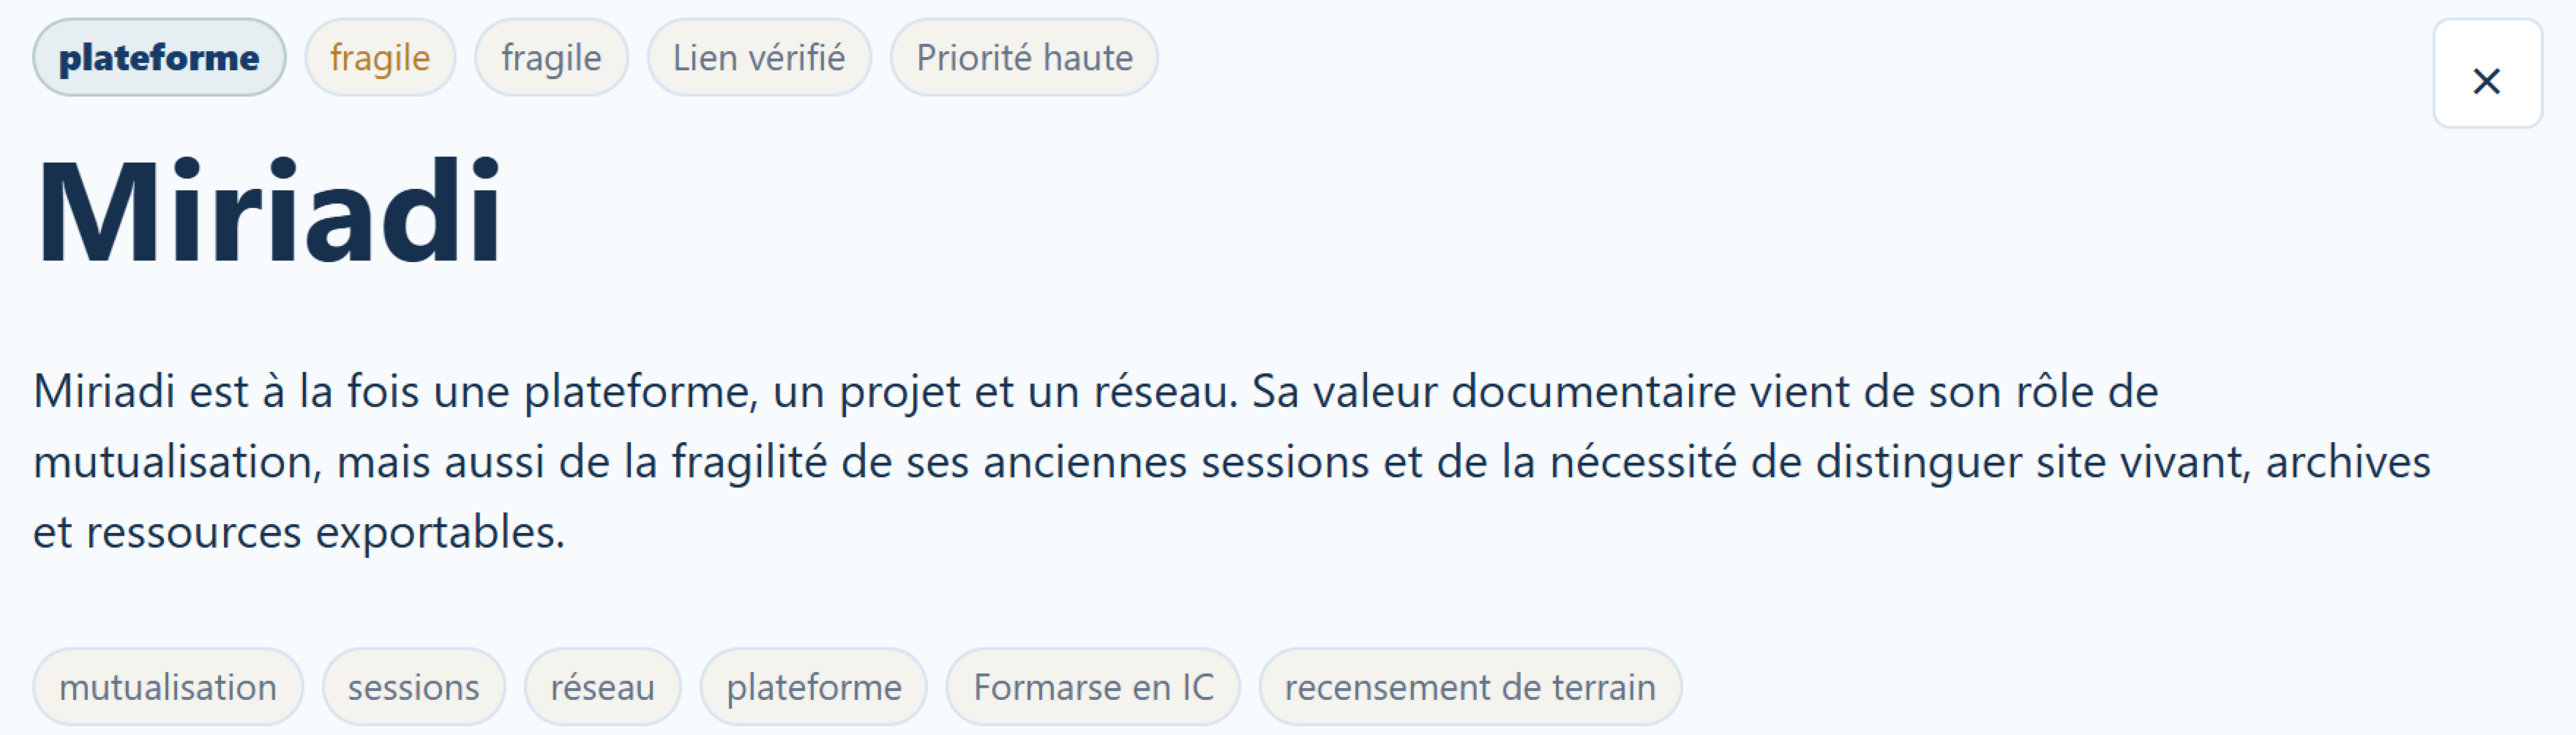 plateforme fragile fragile Lien vérifié Priorité haute
×
Miriadi
Miriadi est à la fois une plateforme, un projet et un réseau. Sa valeur documentaire vient de son rôle de
mutualisation, mais aussi de la fragilité de ses anciennes sessions et de la nécessité de distinguer site vivant, archives
et ressources exportables.
mutualisation sessions réseau plateforme Formarse en IC recensement de terrain